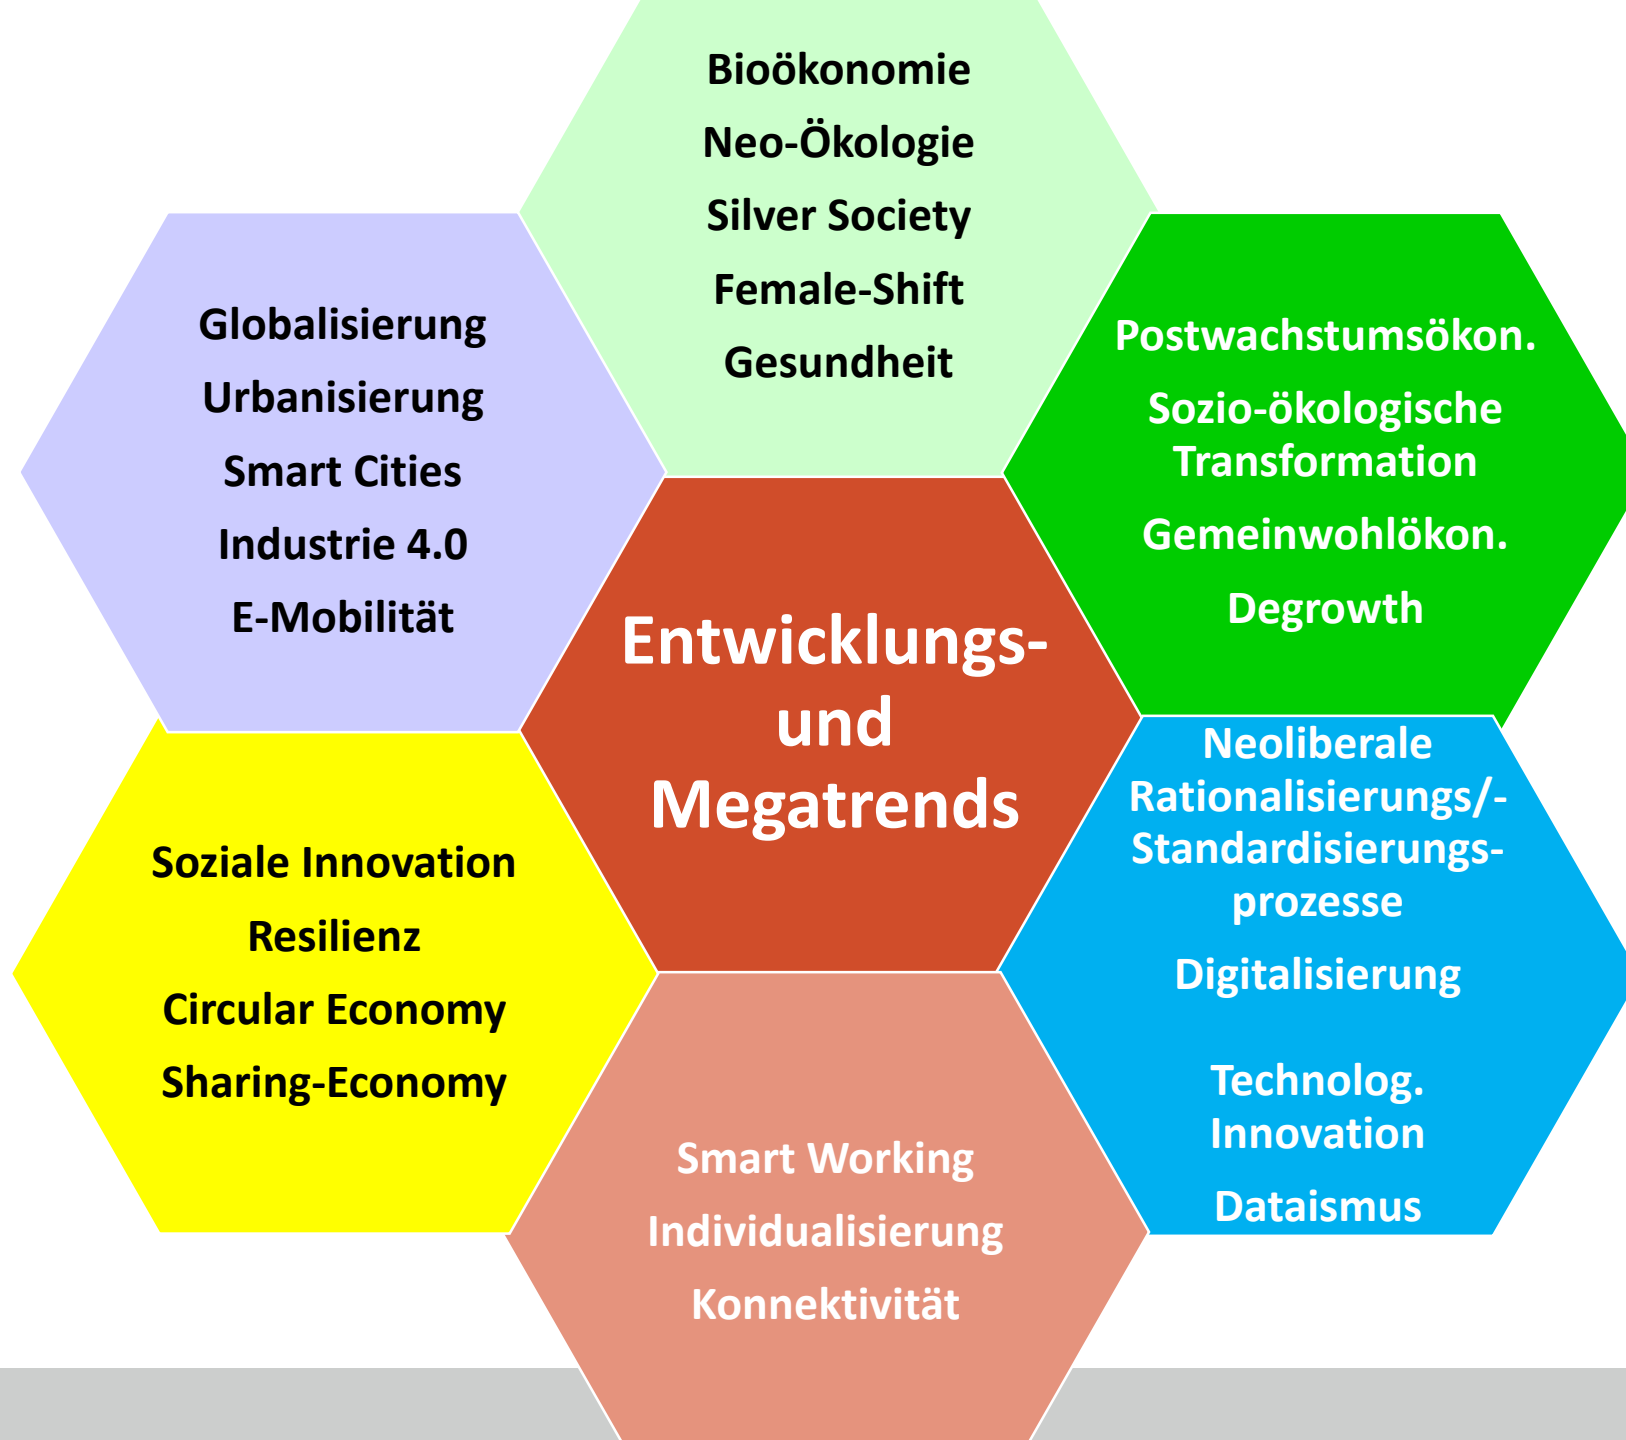 Bioökonomie
Neo-Ökologie
Silver Society
Female-Shift
Gesundheit
Globalisierung
Urbanisierung
Smart Cities
Industrie 4.0
E-Mobilität
Postwachstumsökon.
Sozio-ökologische
Transformation
Gemeinwohlökon.
Degrowth
Entwicklungs-
und
Megatrends
Neoliberale
Rationalisierungs/-
Standardisierungs-
prozesse
Digitalisierung
Technolog.
Innovation
Dataismus
Soziale Innovation
Resilienz
Circular Economy
Sharing-Economy
Smart Working
Individualisierung
Konnektivität